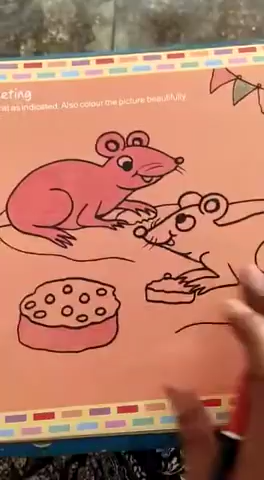 eting
at as indicated. Also colour the picture beautifully.